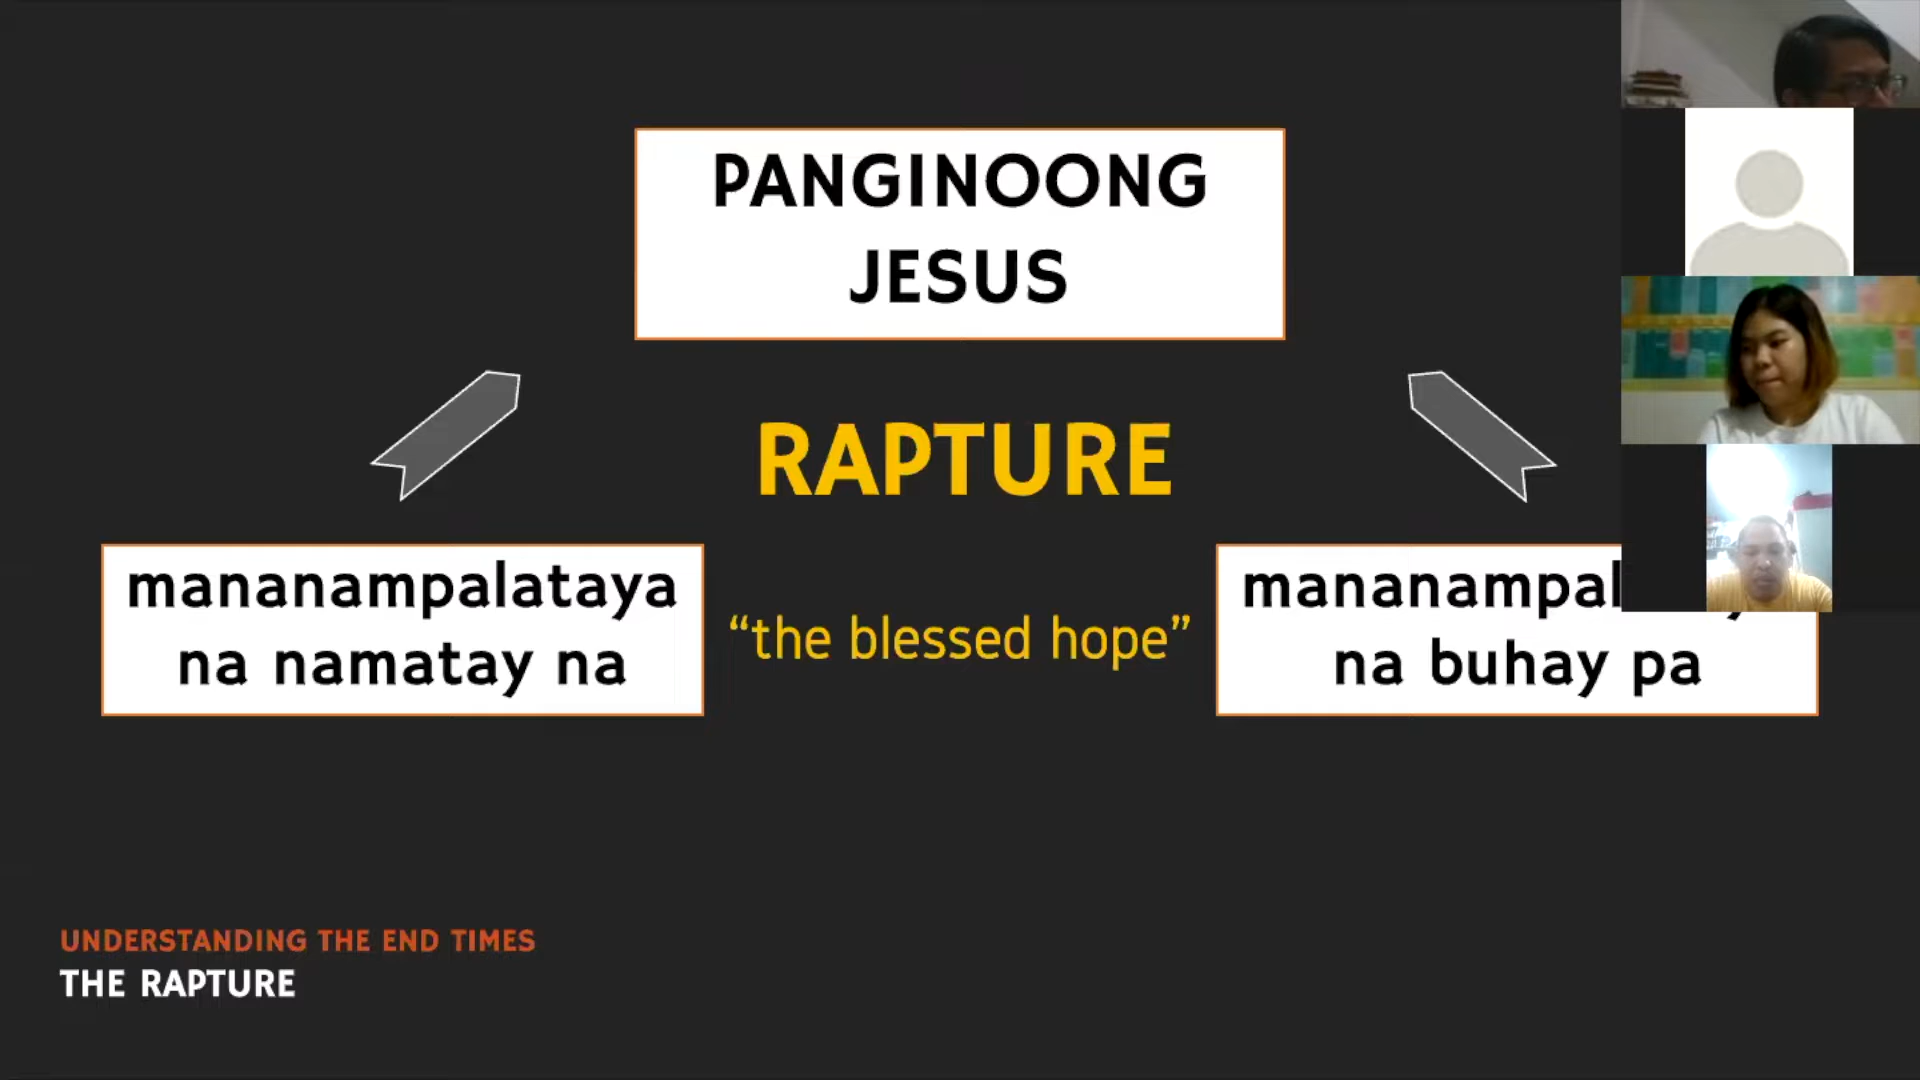 PANGINOONG
JESUS
RAPTURE
mananampalataya
na namatay na
“the blessed hope”
na buhay pa
UNDERSTANDING THE END TIMES
THE RAPTURE